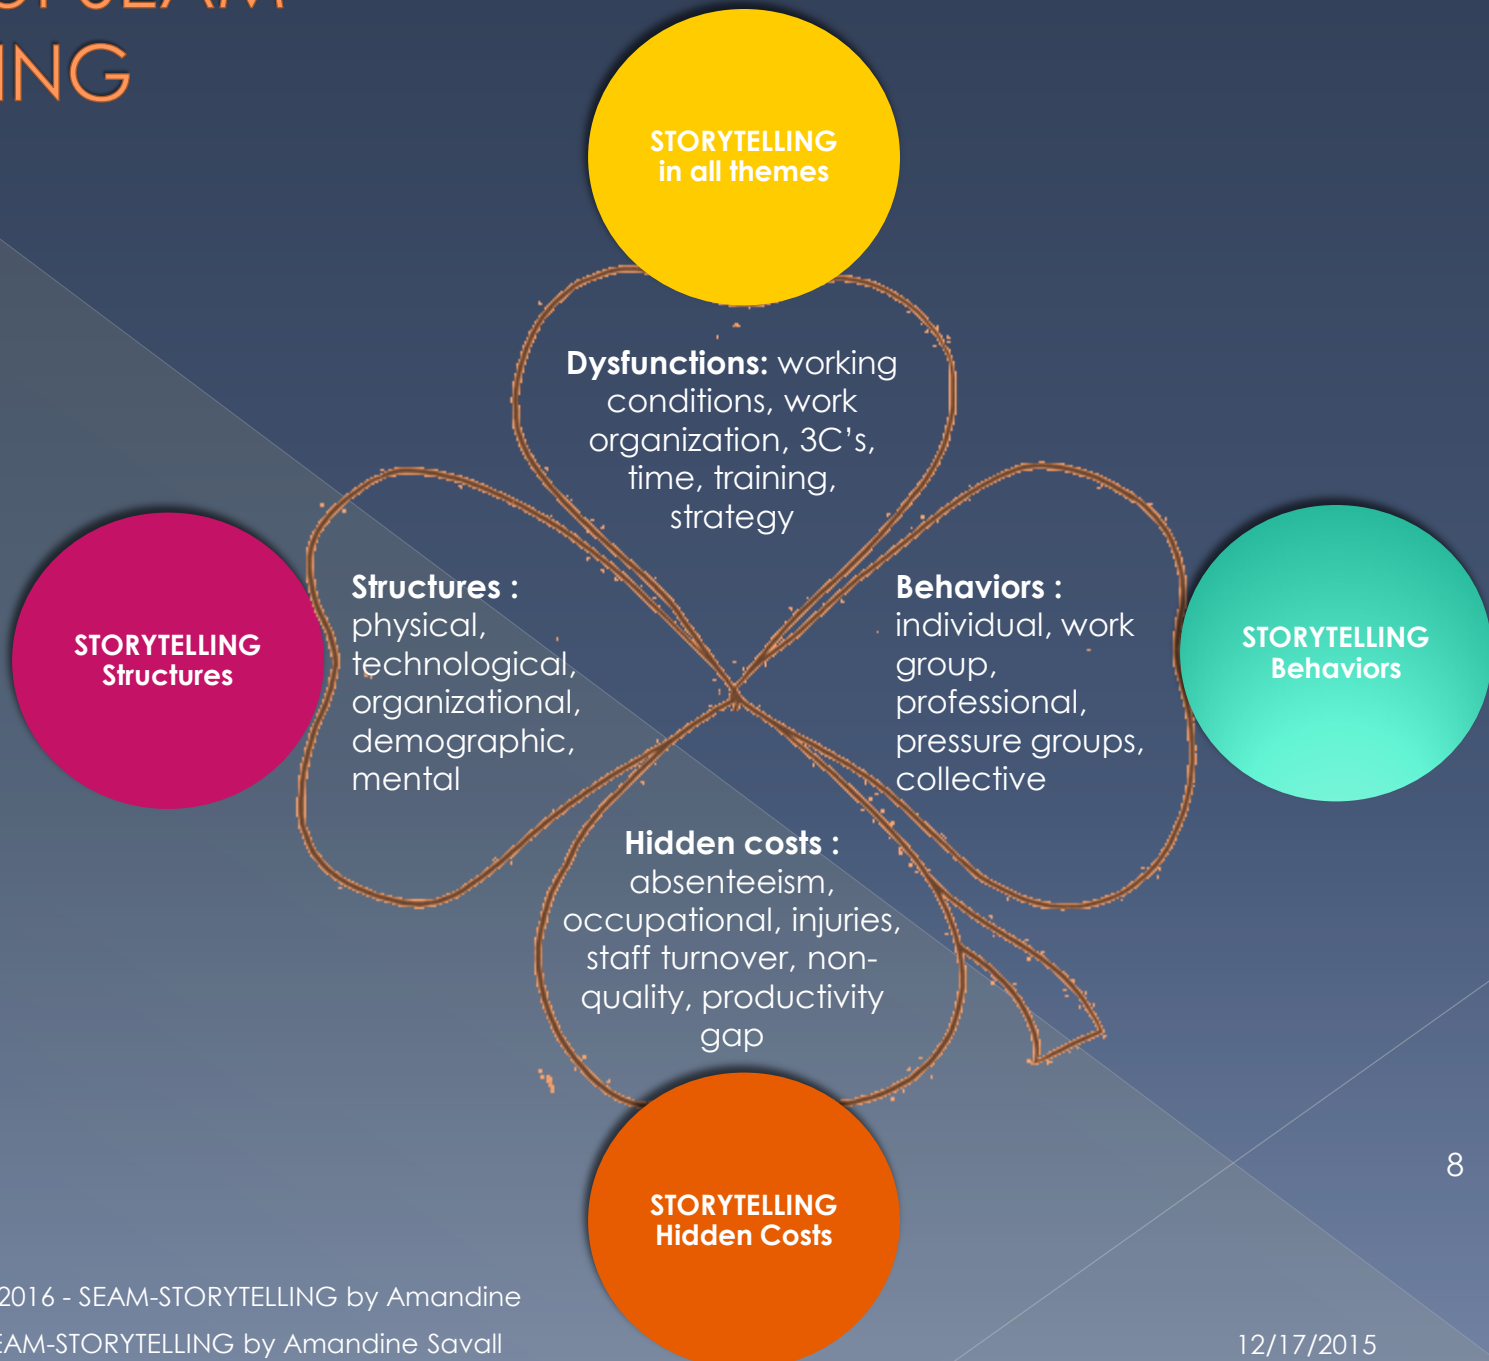 SEAM
ING
STORYTELLING
in all themes
Dysfunctions: working
conditions, work
organization, 3C’s,
time, training,
strategy
STORYTELLING
Structures
Structures :
physical,
technological,
organizational,
demographic,
mental
Behaviors :
individual, work
group,
professional,
pressure groups,
collective
STORYTELLING
Behaviors
Hidden costs :
absenteeism,
occupational, injuries,
staff turnover, non-
quality, productivity
gap
STORYTELLING
Hidden Costs
8
2016 - SEAM-STORYTELLING by Amandine
EAM-STORYTELLING by Amandine Savall
12/17/2015